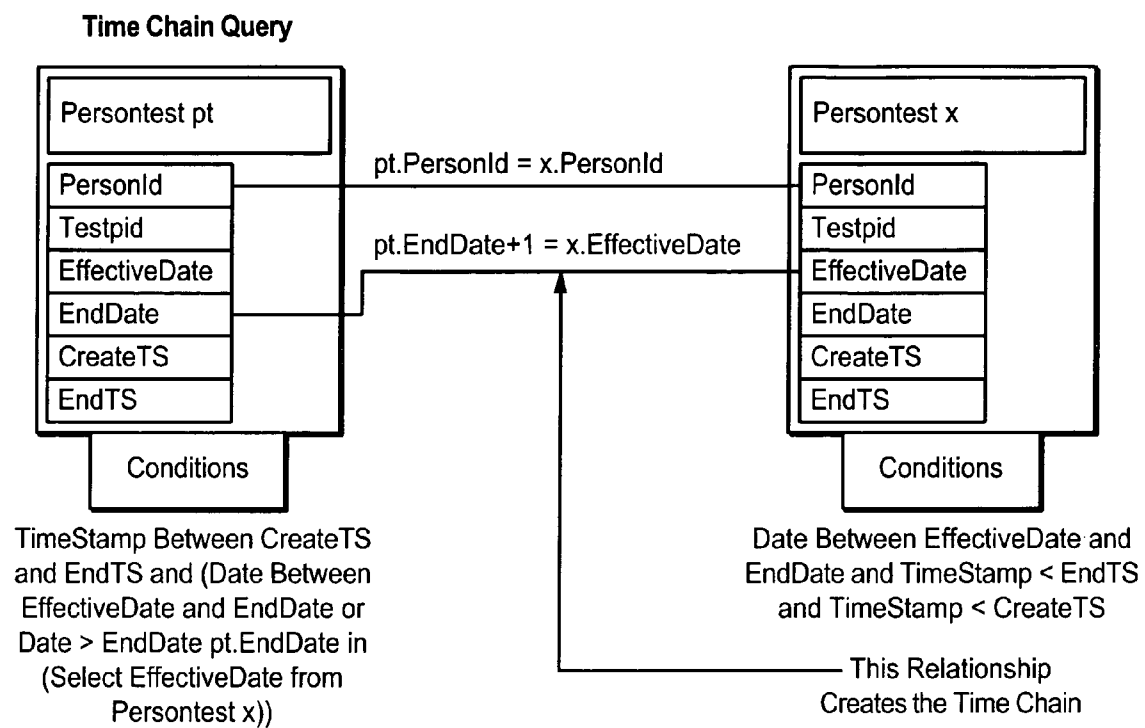 Time Chain Query
Persontest pt
PersonId
Testpid
EffectiveDate
EndDate
CreateTS
EndTS
Conditions
TimeStamp Between CreateTS
and EndTS and (Date Between
EffectiveDate and EndDate or
Date > EndDate pt.EndDate in
(Select EffectiveDate from
Persontest x))
pt.PersonId = x.PersonId
pt.EndDate+1 = x.EffectiveDate
Persontest x
PersonId
Testpid
EffectiveDate
EndDate
CreateTS
EndTS
Conditions
Date Between EffectiveDate and
EndDate and TimeStamp < EndTS
and TimeStamp < CreateTS
This Relationship
Creates the Time Chain